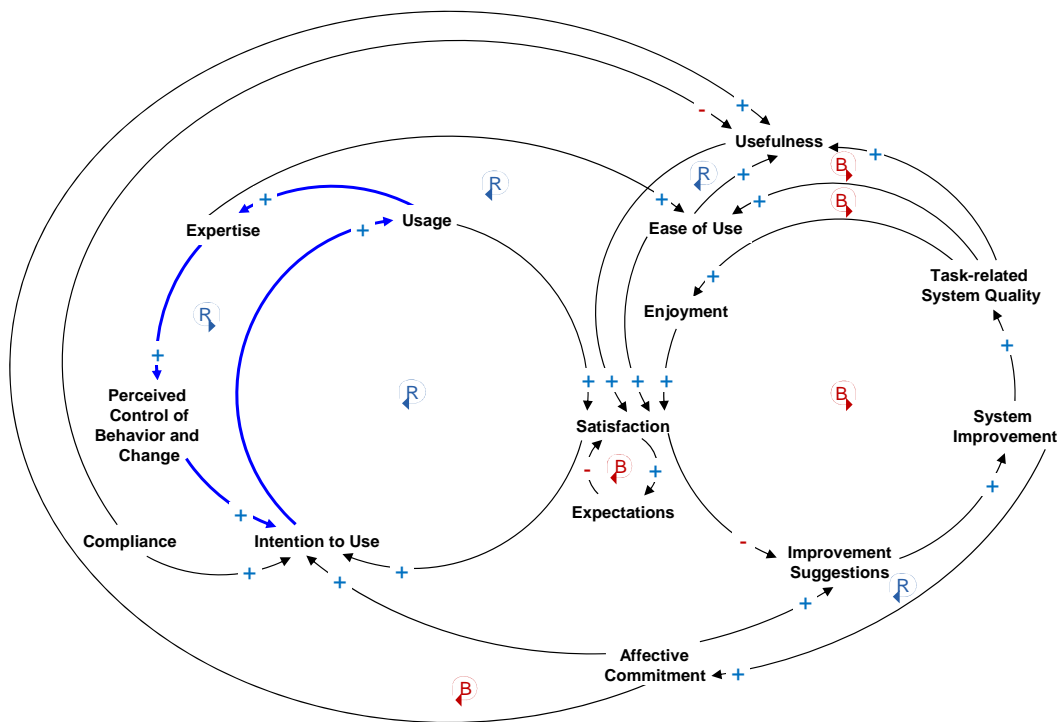 +
-
Usefulness
+
B
R
+
B
R
+
Expertise
+
Usage
+
+
Ease of Use
+
Task-related
System Quality
+
Enjoyment
R
+
+
Perceived
Control of
Behavior and
Change
R
+
+
+
+
B
System
Improvement
Satisfaction
B
-
+
+
+
Expectations
Compliance
Intention to Use
-
Improvement
Suggestions
+
+
+
+
R
Affective
Commitment
+
B